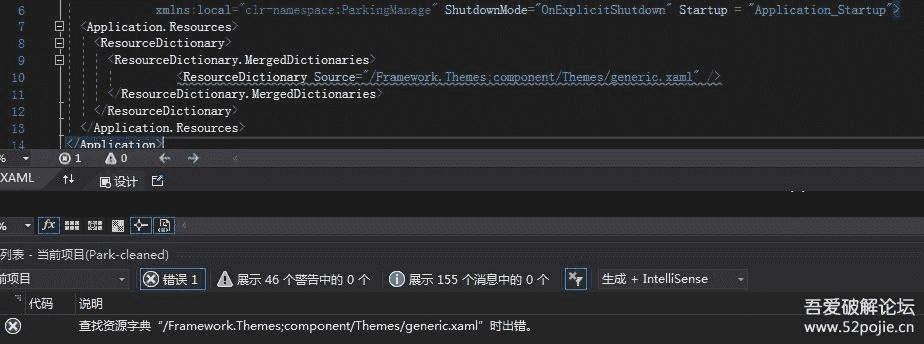 6 xmlns:local="clr-namespace:ParkingManage" ShutdownMode="OnExplicitShutdown" Startup = "Application_Startup">
7 <Application.Resources>
8 <ResourceDictionary>
9 <ResourceDictionary.MergedDictionaries>
10 <ResourceDictionary Source="/Framework.Themes;component/Themes/generic.xaml" />
11 </ResourceDictionary.MergedDictionaries>
12 </ResourceDictionary>
13 </Application.Resources>
14 </Application>
% 1 0
XAML 设计
% fx
列表 - 当前项目(Park-cleaned)
前项目 错误 1 展示 46 个警告中的 0 个 展示 155 个消息中的 0 个 生成 + IntelliSense
代码 说明
查找资源字典“/Framework.Themes;component/Themes/generic.xaml”时出错。
吾爱破解论坛
www.52pojie.cn